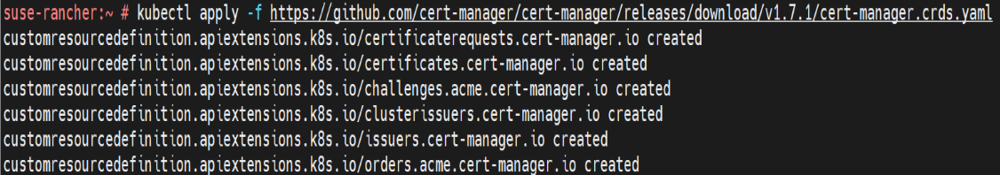 suse-rancher:~ # kubectl apply -f https://github.com/cert-manager/cert-manager/releases/download/v1.7.1/cert-manager.crds.yaml
customresourcedefinition.apiextensions.k8s.io/certificaterequests.cert-manager.io created
customresourcedefinition.apiextensions.k8s.io/certificates.cert-manager.io created
customresourcedefinition.apiextensions.k8s.io/challenges.acme.cert-manager.io created
customresourcedefinition.apiextensions.k8s.io/clusterissuers.cert-manager.io created
customresourcedefinition.apiextensions.k8s.io/issuers.cert-manager.io created
customresourcedefinition.apiextensions.k8s.io/orders.acme.cert-manager.io created